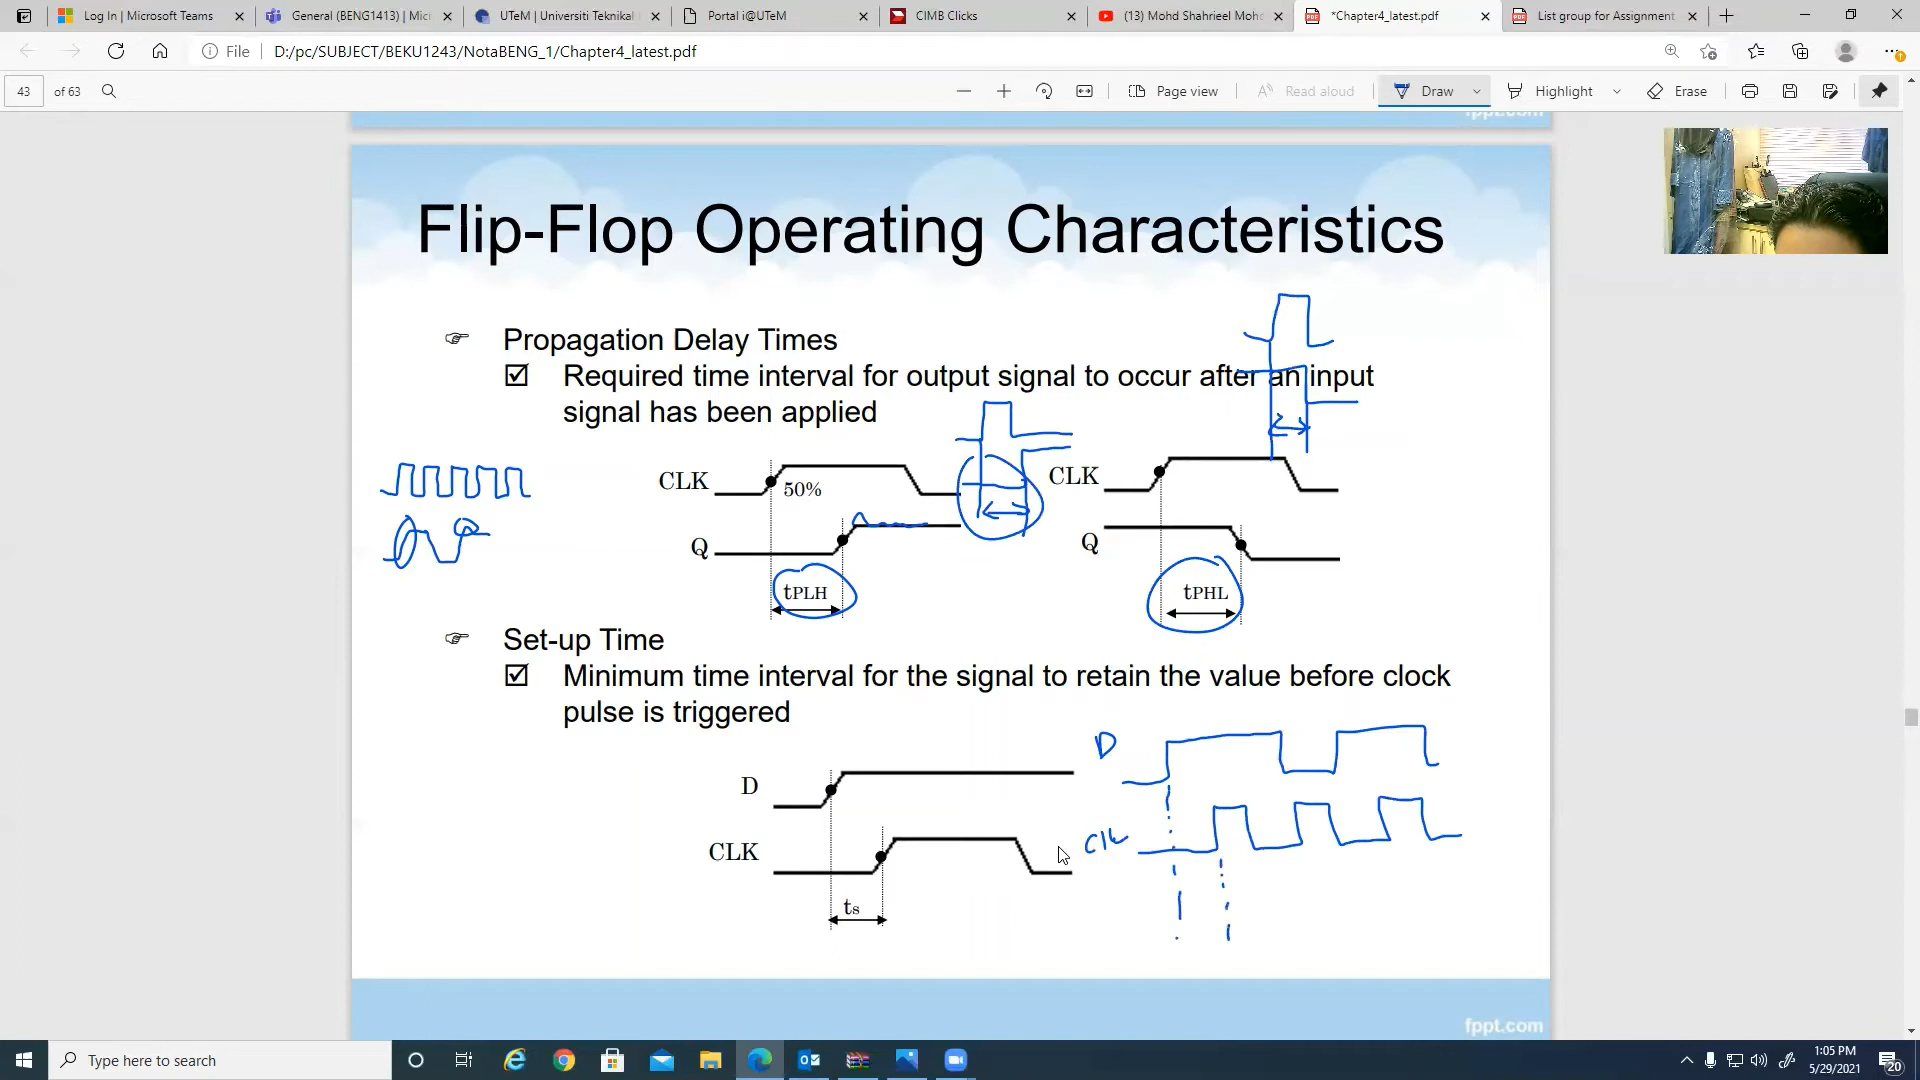 Log In | Microsoft Teams
General (BENG1413) | Mic
UTeM | Universiti Teknikal
Portal i@UTeM
CIMB Clicks
(13) Mohd Shahrieel Moh
*Chapter4_latest.pdf
List group for Assignment
File
D:/pc/SUBJECT/BEKU1243/NotaBENG_1/Chapter4_latest.pdf
43 of 63
Page view
Read aloud
Draw
Highlight
Erase
fppt.com
Flip-Flop Operating Characteristics
Propagation Delay Times
Required time interval for output signal to occur after an input
signal has been applied
CLK
50%
CLK
Q
Q
tPLH
tPHL
Set-up Time
Minimum time interval for the signal to retain the value before clock
pulse is triggered
D
D
CLK
Clk
ts
fppt.com
Type here to search
1:05 PM
5/29/2021
20